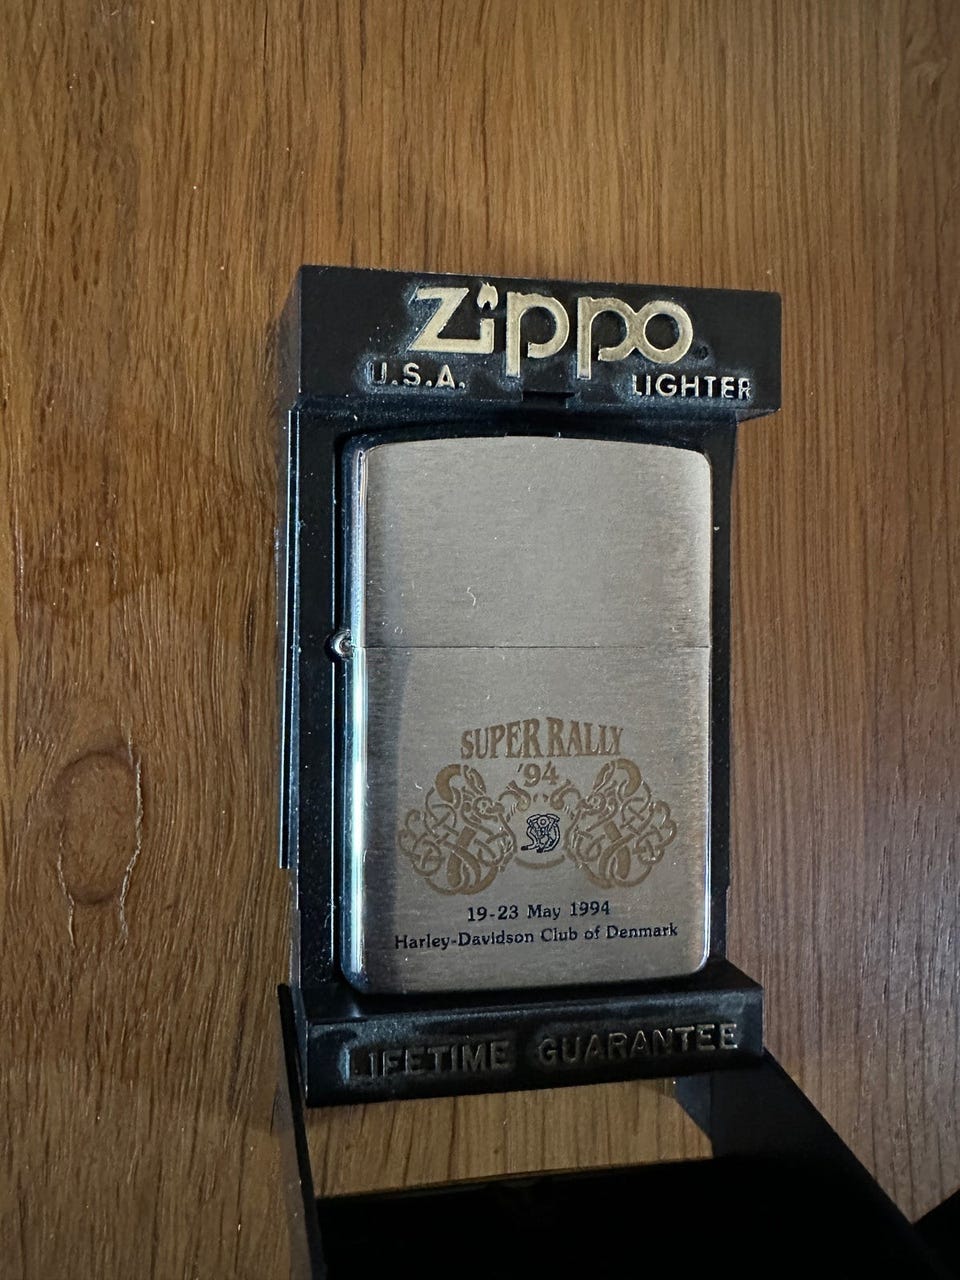 Zippo
U.S.A. LIGHTER
SUPER RALLY
'94
19-23 May 1994
Harley-Davidson Club of Denmark
LIFETIME GUARANTEE